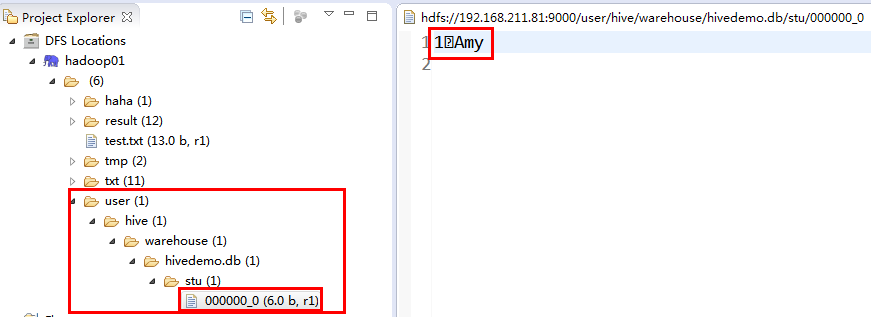 Project Explorer
DFS Locations
hadoop01
(6)
haha (1)
result (12)
test.txt (13.0 b, r1)
tmp (2)
txt (11)
user (1)
hive (1)
warehouse (1)
hivedemo.db (1)
stu (1)
000000_0 (6.0 b, r1)
hdfs://192.168.211.81:9000/user/hive/warehouse/hivedemo.db/stu/000000_0
1 1Amy
2